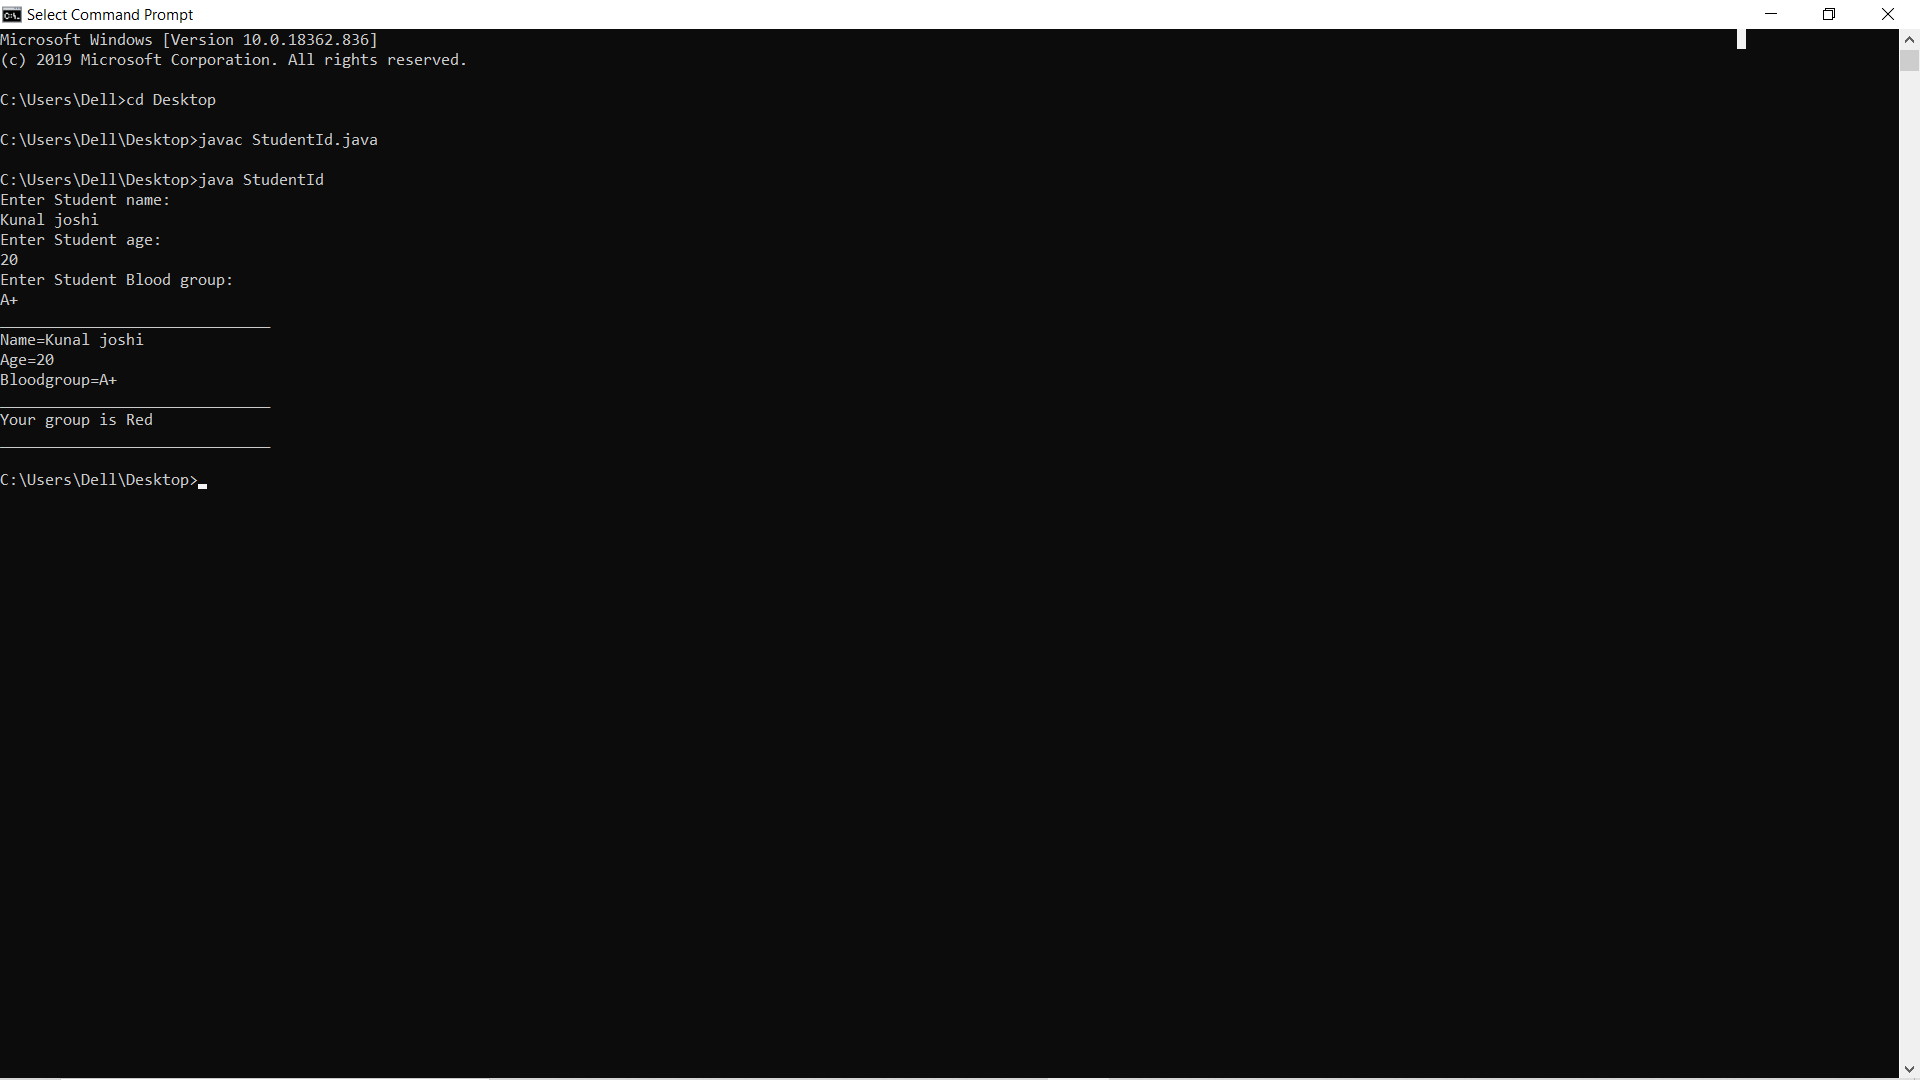 Select Command Prompt
Microsoft Windows [Version 10.0.18362.836]
(c) 2019 Microsoft Corporation. All rights reserved.
C:\Users\Dell>cd Desktop
C:\Users\Dell\Desktop>javac StudentId.java
C:\Users\Dell\Desktop>java StudentId
Enter Student name:
Kunal joshi
Enter Student age:
20
Enter Student Blood group:
A+
______________________________
Name=Kunal joshi
Age=20
Bloodgroup=A+
______________________________
Your group is Red
______________________________
C:\Users\Dell\Desktop>